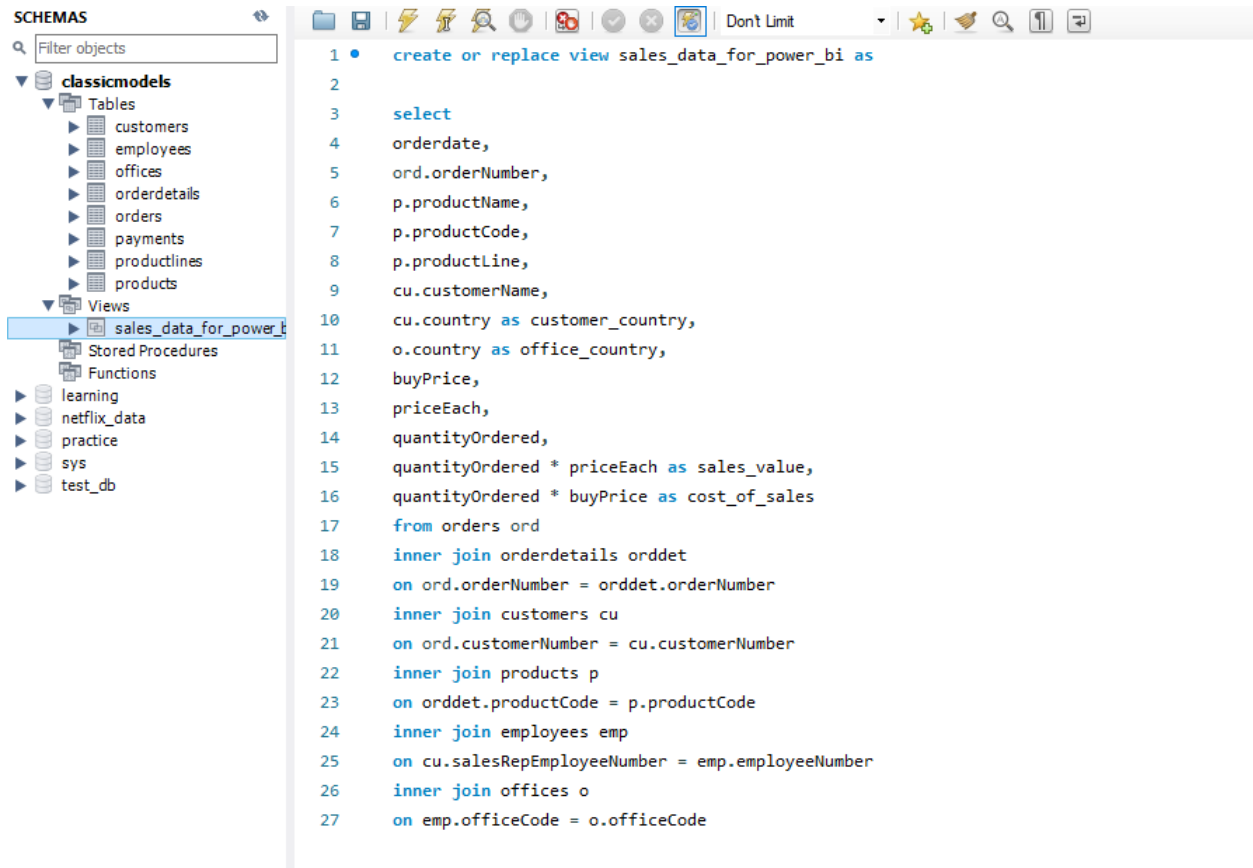 SCHEMAS
Filter objects
classicmodels
Tables
customers
employees
offices
orderdetails
orders
payments
productlines
products
Views
sales_data_for_power_b
Stored Procedures
Functions
learning
netflix_data
practice
sys
test_db
Don't Limit
1 create or replace view sales_data_for_power_bi as
2
3 select
4 orderdate,
5 ord.orderNumber,
6 p.productName,
7 p.productCode,
8 p.productLine,
9 cu.customerName,
10 cu.country as customer_country,
11 o.country as office_country,
12 buyPrice,
13 priceEach,
14 quantityOrdered,
15 quantityOrdered * priceEach as sales_value,
16 quantityOrdered * buyPrice as cost_of_sales
17 from orders ord
18 inner join orderdetails orddet
19 on ord.orderNumber = orddet.orderNumber
20 inner join customers cu
21 on ord.customerNumber = cu.customerNumber
22 inner join products p
23 on orddet.productCode = p.productCode
24 inner join employees emp
25 on cu.salesRepEmployeeNumber = emp.employeeNumber
26 inner join offices o
27 on emp.officeCode = o.officeCode